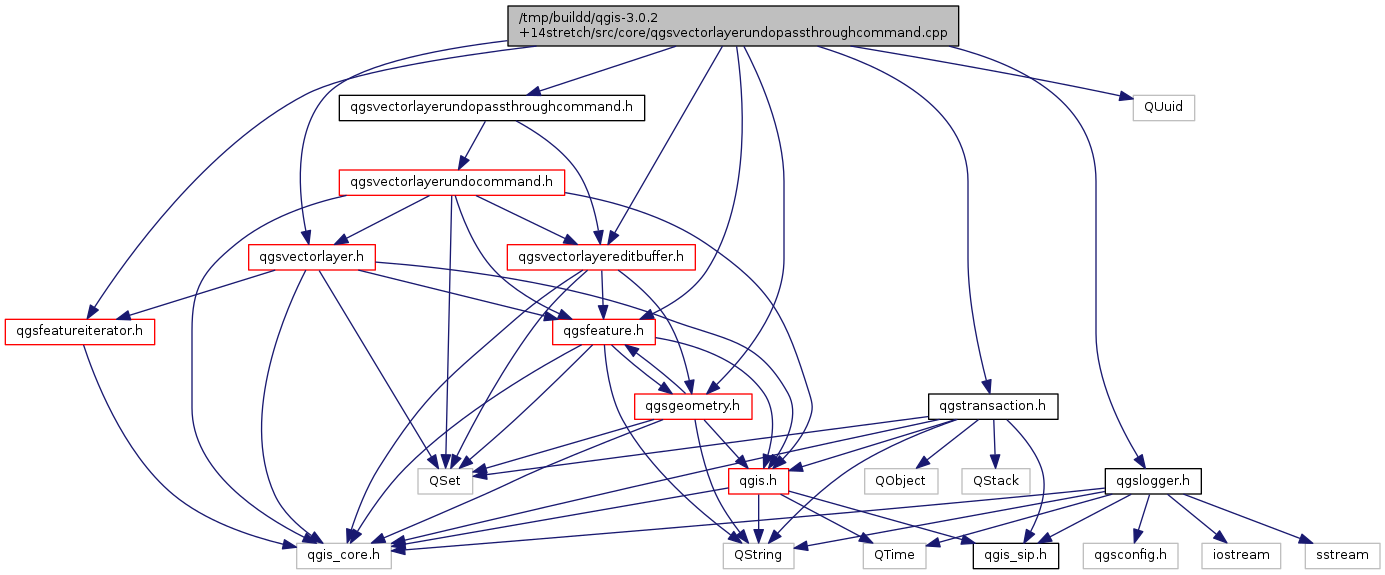 /tmp/buildd/qgis-3.0.2
+14stretch/src/core/qgsvectorlayerundopassthroughcommand.cpp
qgsvectorlayerundopassthroughcommand.h
QUuid
qgsvectorlayerundocommand.h
qgsvectorlayer.h
qgsvectorlayereditbuffer.h
qgsfeatureiterator.h
qgsfeature.h
qgsgeometry.h
qgstransaction.h
QSet
qgis.h
QObject
QStack
qgslogger.h
qgis_core.h
QString
QTime
qgis_sip.h
qgsconfig.h
iostream
sstream